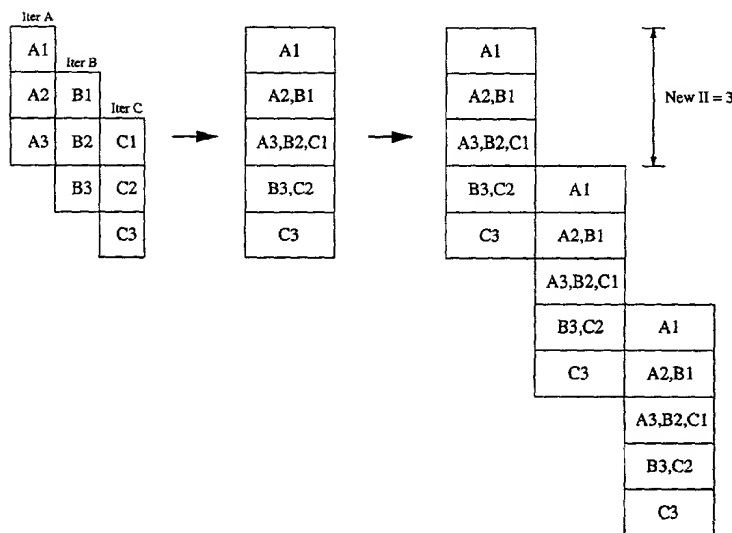 Iter A
A1
Iter B
A2 B1
Iter C
A3 B2 C1
B3 C2
C3
A1
A2,B1
A3,B2,C1
B3,C2
C3
A1
A2,B1
A3,B2,C1
B3,C2
C3
New II = 3
A1
A2,B1
A3,B2,C1
B3,C2
C3
A1
A2,B1
A3,B2,C1
B3,C2
C3